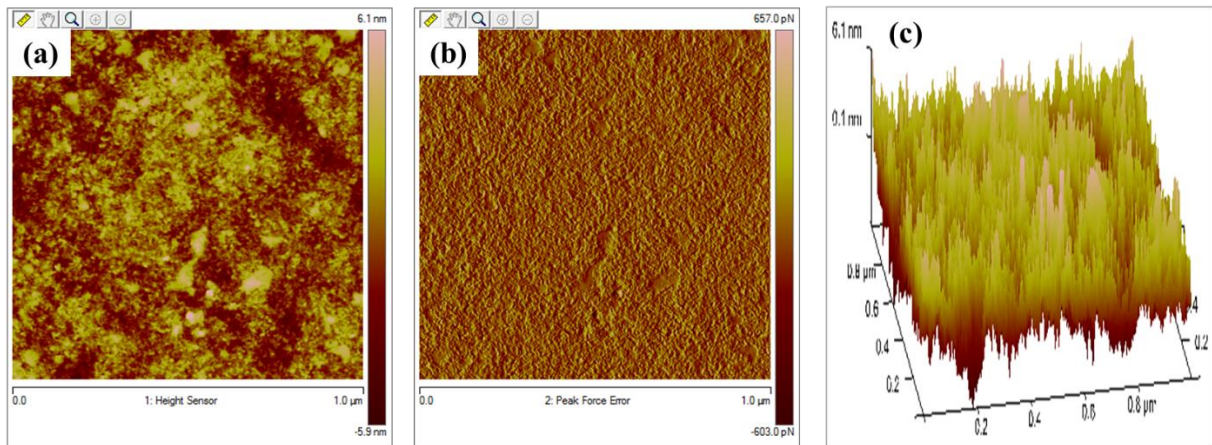 (a)
6.1 nm
0.0
1: Height Sensor
1.0 µm
-5.9 nm
(b)
657.0 pN
0.0
2: Peak Force Error
1.0 µm
-603.0 pN
(c)
6.1 nm
0.1 nm
0.8 µm
0.6
0.4
0.2
0.2
0.4
0.6
0.8 µm
0.2